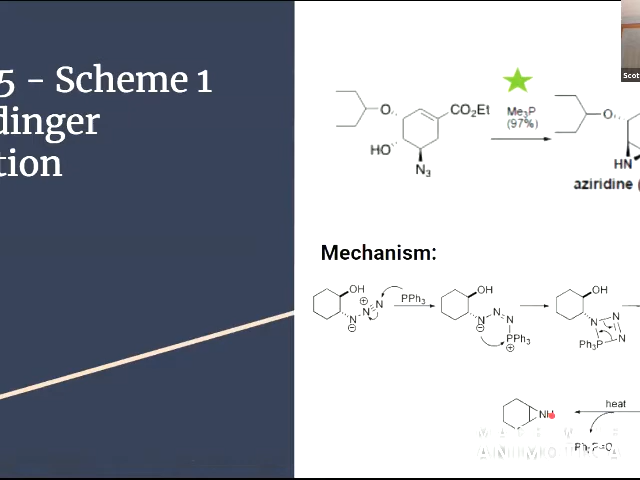 5 - Scheme 1
dinger
tion
Scot
O
CO₂Et
HO
N₃
Me₃P
(97%)
O
HN
aziridine (
Mechanism:
OH
N N N
⊕
⊖
PPh₃
OH
N N N
⊖
PPh₃
⊕
OH
N N
N
Ph₃P
heat
NH